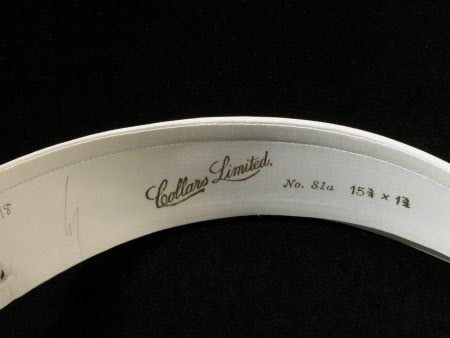 Collars Limited,
No. 81a 15¾ x 1¾